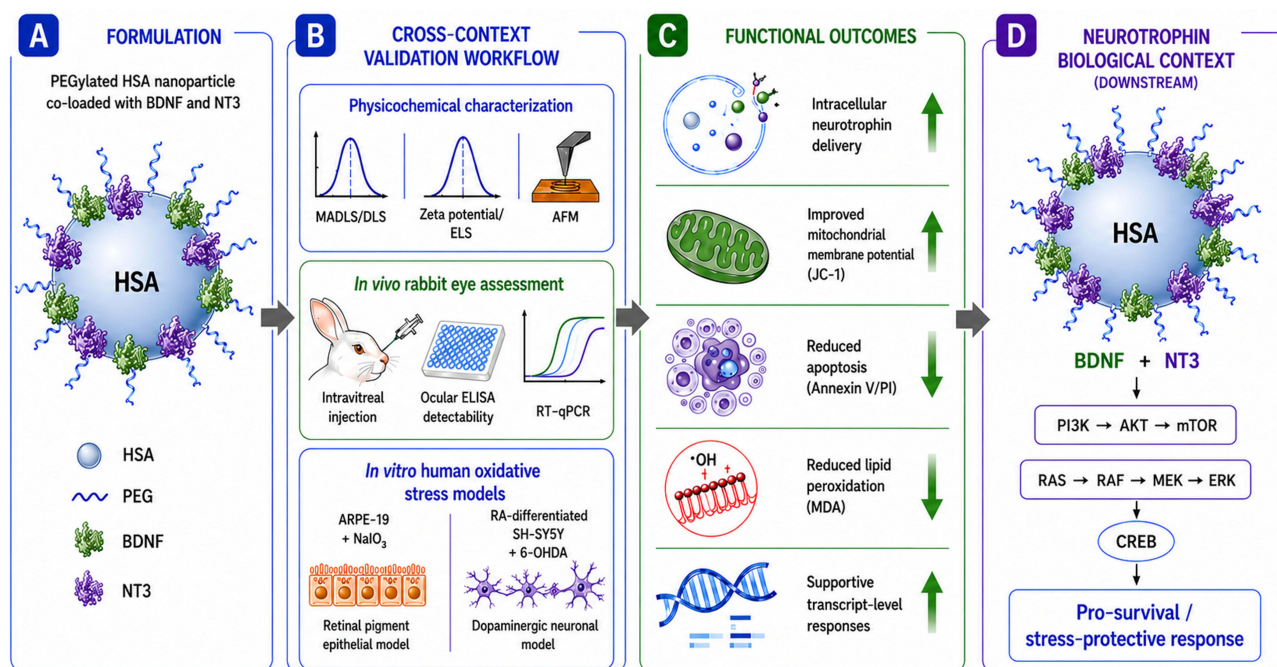 A
FORMULATION
PEGylated HSA nanoparticle
co-loaded with BDNF and NT3
HSA
HSA
PEG
BDNF
NT3
B
CROSS-CONTEXT
VALIDATION WORKFLOW
Physicochemical characterization
MADLS/DLS
Zeta potential/
ELS
AFM
In vivo rabbit eye assessment
Intravitreal
injection
Ocular ELISA
detectability
RT-qPCR
In vitro human oxidative
stress models
ARPE-19
+ NaIO₃
Retinal pigment
epithelial model
RA-differentiated
SH-SY5Y
+ 6-OHDA
Dopaminergic neuronal
model
C
FUNCTIONAL OUTCOMES
Intracellular
neurotrophin
delivery
Improved
mitochondrial
membrane potential
(JC-1)
Reduced
apoptosis
(Annexin V/PI)
•OH
Reduced lipid
peroxidation
(MDA)
Supportive
transcript-level
responses
D
NEUROTROPHIN
BIOLOGICAL CONTEXT
(DOWNSTREAM)
HSA
BDNF + NT3
PI3K → AKT → mTOR
RAS → RAF → MEK → ERK
CREB
Pro-survival /
stress-protective response